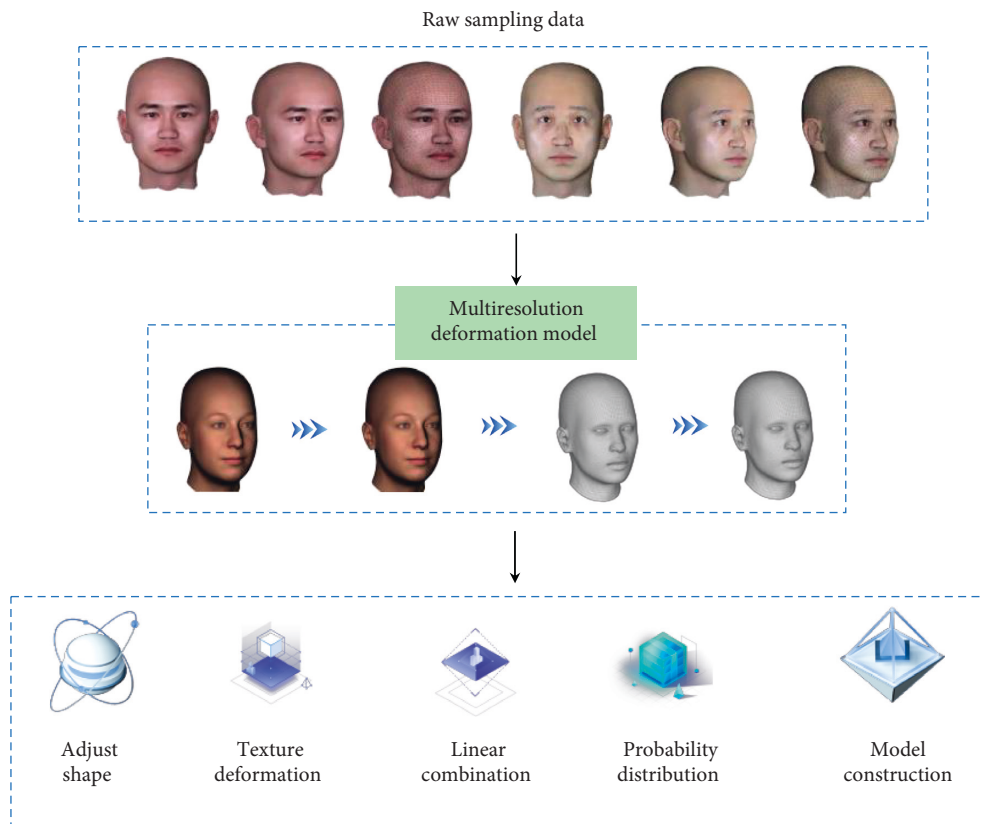 Raw sampling data
Multiresolution
deformation model
Adjust
shape
Texture
deformation
Linear
combination
Probability
distribution
Model
construction